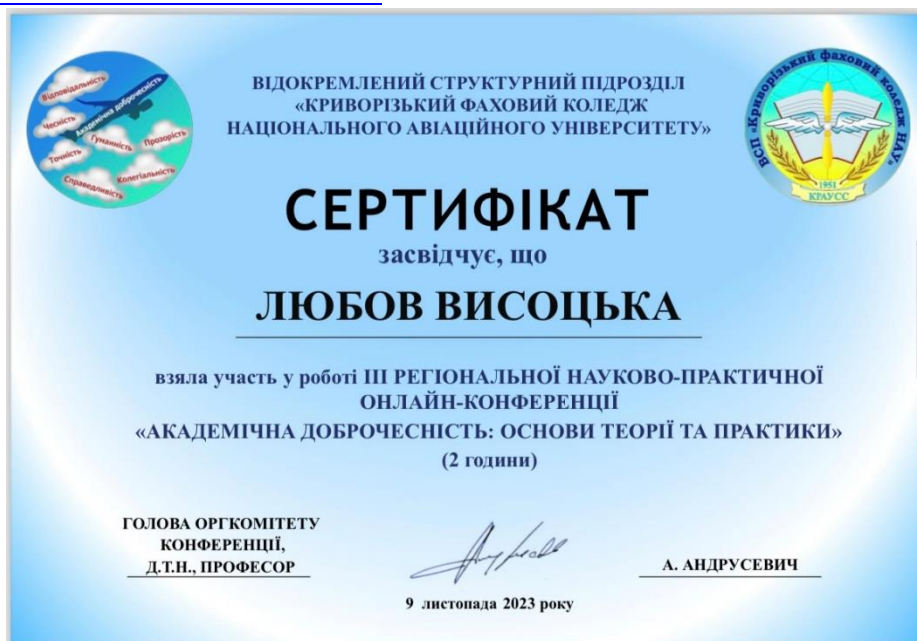 Відповідальність
Академічна доброчесність
Чесність
Гуманність
Прозорість
Точність
Колегіальність
Справедливість
ВІДОКРЕМЛЕНИЙ СТРУКТУРНИЙ ПІДРОЗДІЛ
«КРИВОРІЗЬКИЙ ФАХОВИЙ КОЛЕДЖ
НАЦІОНАЛЬНОГО АВІАЦІЙНОГО УНІВЕРСИТЕТУ»
ВСП «Криворізький фаховий коледж НАУ»
1951
КРАУСС
СЕРТИФІКАТ
засвідчує, що
ЛЮБОВ ВИСОЦЬКА
взяла участь у роботі ІІІ РЕГІОНАЛЬНОЇ НАУКОВО-ПРАКТИЧНОЇ
ОНЛАЙН-КОНФЕРЕНЦІЇ
«АКАДЕМІЧНА ДОБРОЧЕСНІСТЬ: ОСНОВИ ТЕОРІЇ ТА ПРАКТИКИ»
(2 години)
ГОЛОВА ОРГКОМІТЕТУ
КОНФЕРЕНЦІЇ,
Д.Т.Н., ПРОФЕСОР
А. АНДРУСЕВИЧ
9 листопада 2023 року